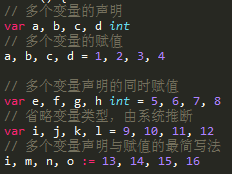 // 多个变量的声明
var a, b, c, d int
// 多个变量的赋值
a, b, c, d = 1, 2, 3, 4
// 多个变量声明的同时赋值
var e, f, g, h int = 5, 6, 7, 8
// 省略变量类型，由系统推断
var i, j, k, l = 9, 10, 11, 12
// 多个变量声明与赋值的最简写法
i, m, n, o := 13, 14, 15, 16